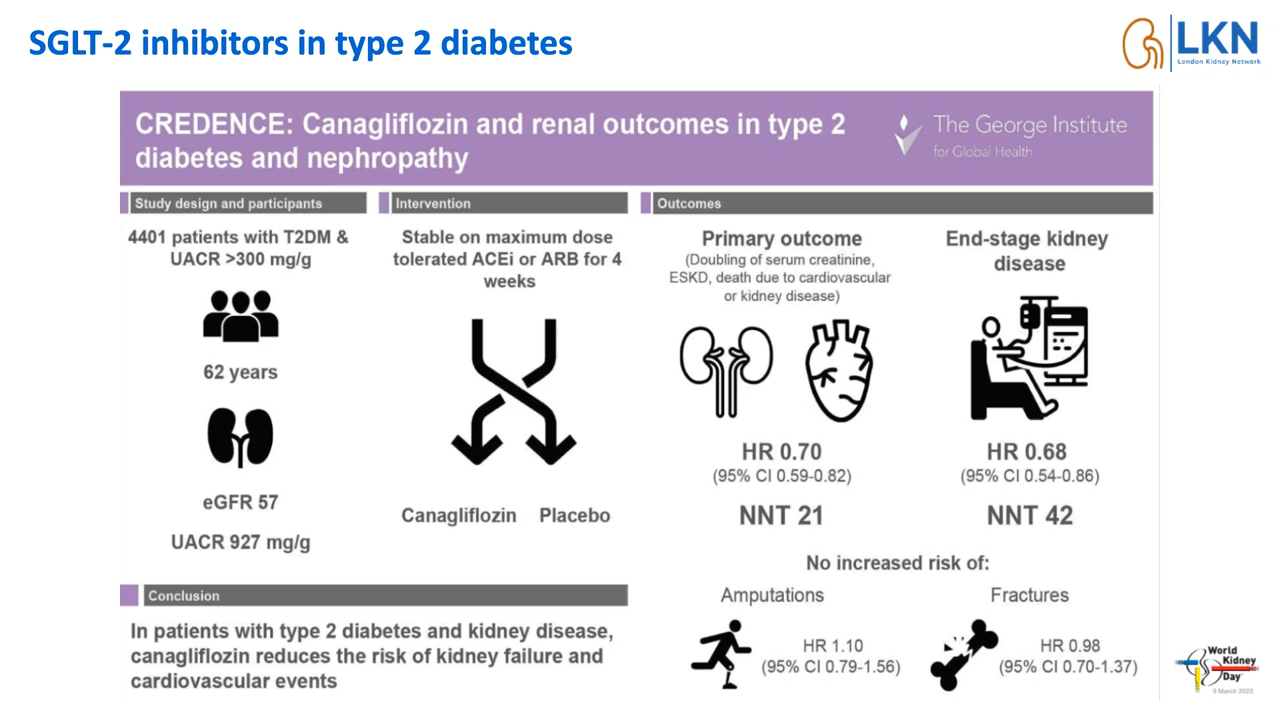 SGLT-2 inhibitors in type 2 diabetes
LKN
London Kidney Network
CREDENCE: Canagliflozin and renal outcomes in type 2
diabetes and nephropathy
The George Institute
for Global Health
Study design and participants
4401 patients with T2DM &
UACR >300 mg/g
62 years
eGFR 57
UACR 927 mg/g
Intervention
Stable on maximum dose
tolerated ACEi or ARB for 4
weeks
Canagliflozin Placebo
Outcomes
Primary outcome
(Doubling of serum creatinine,
ESKD, death due to cardiovascular
or kidney disease)
HR 0.70
(95% CI 0.59-0.82)
NNT 21
End-stage kidney
disease
HR 0.68
(95% CI 0.54-0.86)
NNT 42
No increased risk of:
Amputations
HR 1.10
(95% CI 0.79-1.56)
Fractures
HR 0.98
(95% CI 0.70-1.37)
Conclusion
In patients with type 2 diabetes and kidney disease,
canagliflozin reduces the risk of kidney failure and
cardiovascular events
World
Kidney
Day
March 2023